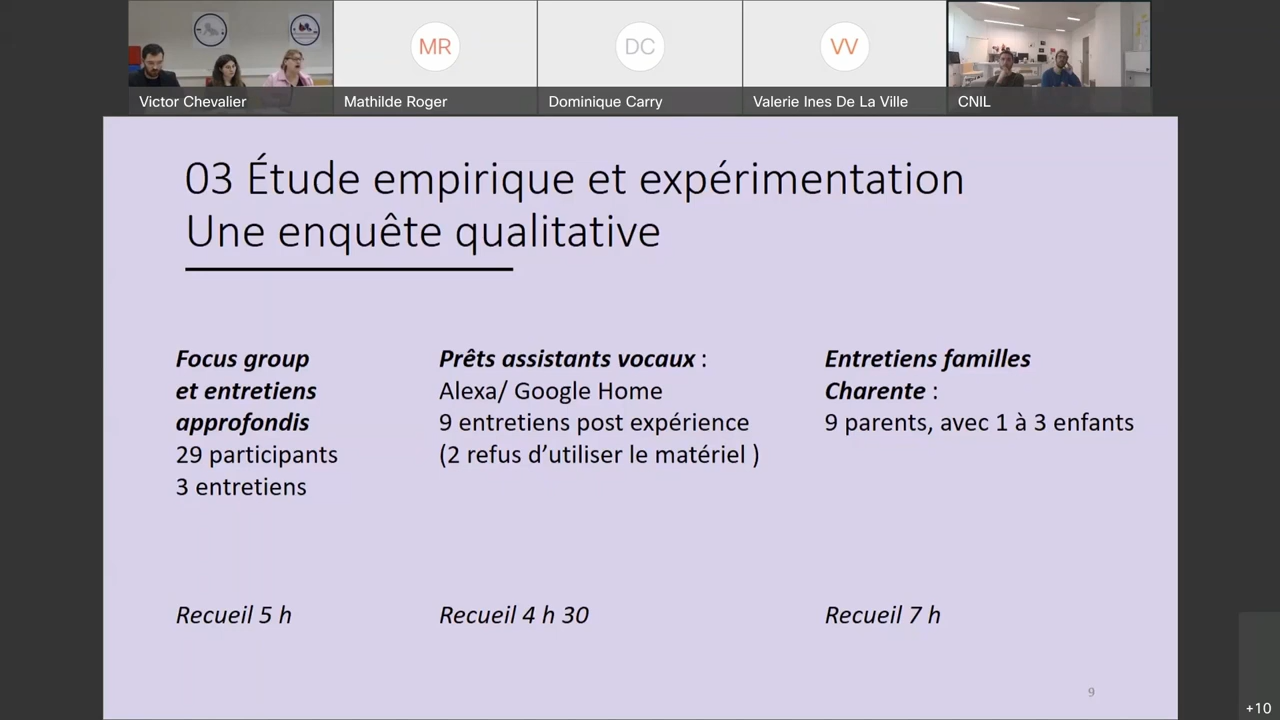 MR
DC
VV
Victor Chevalier
Mathilde Roger
Dominique Carry
Valerie Ines De La Ville
CNIL
03 Étude empirique et expérimentation
Une enquête qualitative
Focus group
et entretiens
approfondis
29 participants
3 entretiens
Recueil 5 h
Prêts assistants vocaux :
Alexa/ Google Home
9 entretiens post expérience
(2 refus d’utiliser le matériel )
Recueil 4 h 30
Entretiens familles
Charente :
9 parents, avec 1 à 3 enfants
Recueil 7 h
9
+10